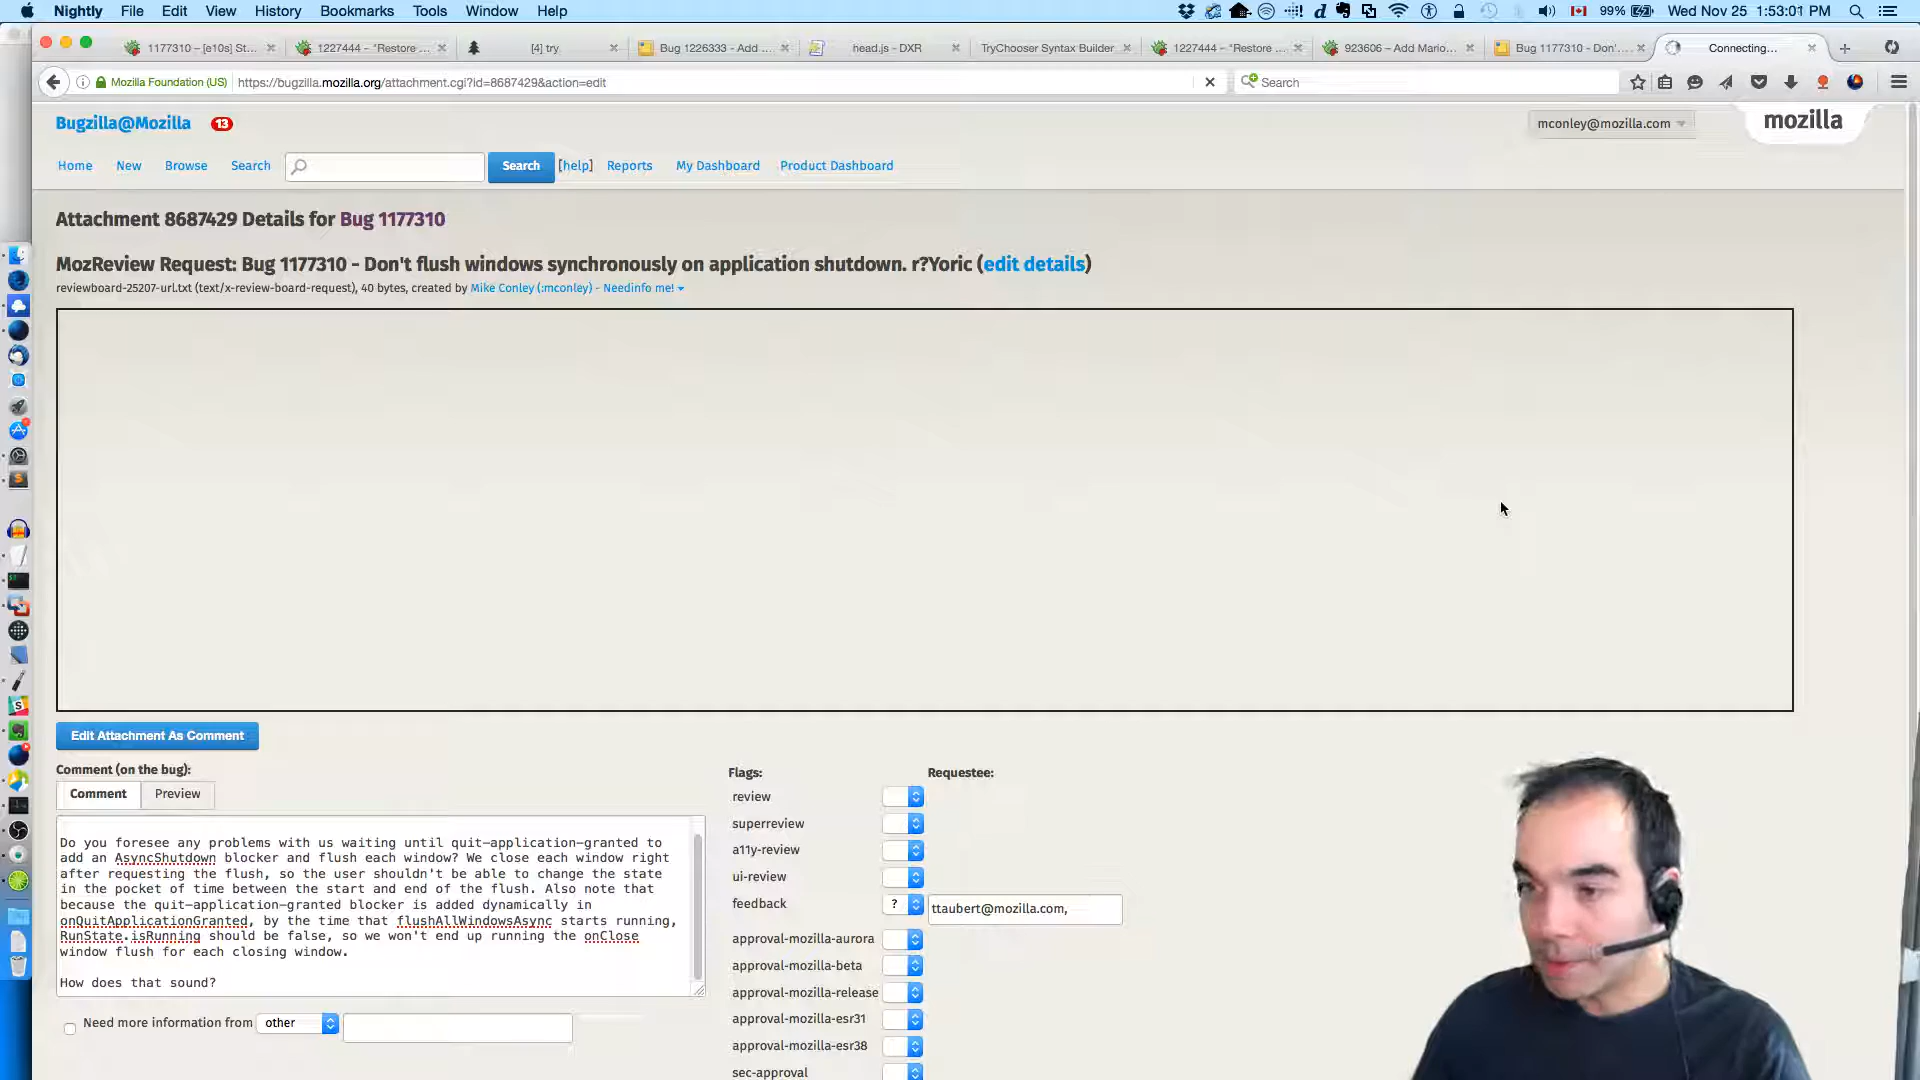 Nightly File Edit View History Bookmarks Tools Window Help 99% Wed Nov 25 1:53:01 PM
1177310 – [e10s] St... 1227444 – "Restore ... [4] try Bug 1226333 - Add ... head.js - DXR TryChooser Syntax Builder 1227444 – "Restore ... 923606 – Add Mario... Bug 1177310 - Don'... Connecting...
Mozilla Foundation (US) https://bugzilla.mozilla.org/attachment.cgi?id=8687429&action=edit Search
Bugzilla@Mozilla 13 mconley@mozilla.com mozilla
Home New Browse Search Search [help] Reports My Dashboard Product Dashboard
Attachment 8687429 Details for Bug 1177310
MozReview Request: Bug 1177310 - Don't flush windows synchronously on application shutdown. r?Yoric (edit details)
reviewboard-25207-url.txt (text/x-review-board-request), 40 bytes, created by Mike Conley (:mconley) - Needinfo me!
Edit Attachment As Comment
Comment (on the bug):
Comment Preview
Do you foresee any problems with us waiting until quit-application-granted to
add an AsyncShutdown blocker and flush each window? We close each window right
after requesting the flush, so the user shouldn't be able to change the state
in the pocket of time between the start and end of the flush. Also note that
because the quit-application-granted blocker is added dynamically in
onQuitApplicationGranted, by the time that flushAllWindowsAsync starts running,
RunState.isRunning should be false, so we won't end up running the onClose
window flush for each closing window.
How does that sound?
Need more information from other
Flags: Requestee:
review
superreview
a11y-review
ui-review
feedback ? ttaubert@mozilla.com,
approval-mozilla-aurora
approval-mozilla-beta
approval-mozilla-release
approval-mozilla-esr31
approval-mozilla-esr38
sec-approval